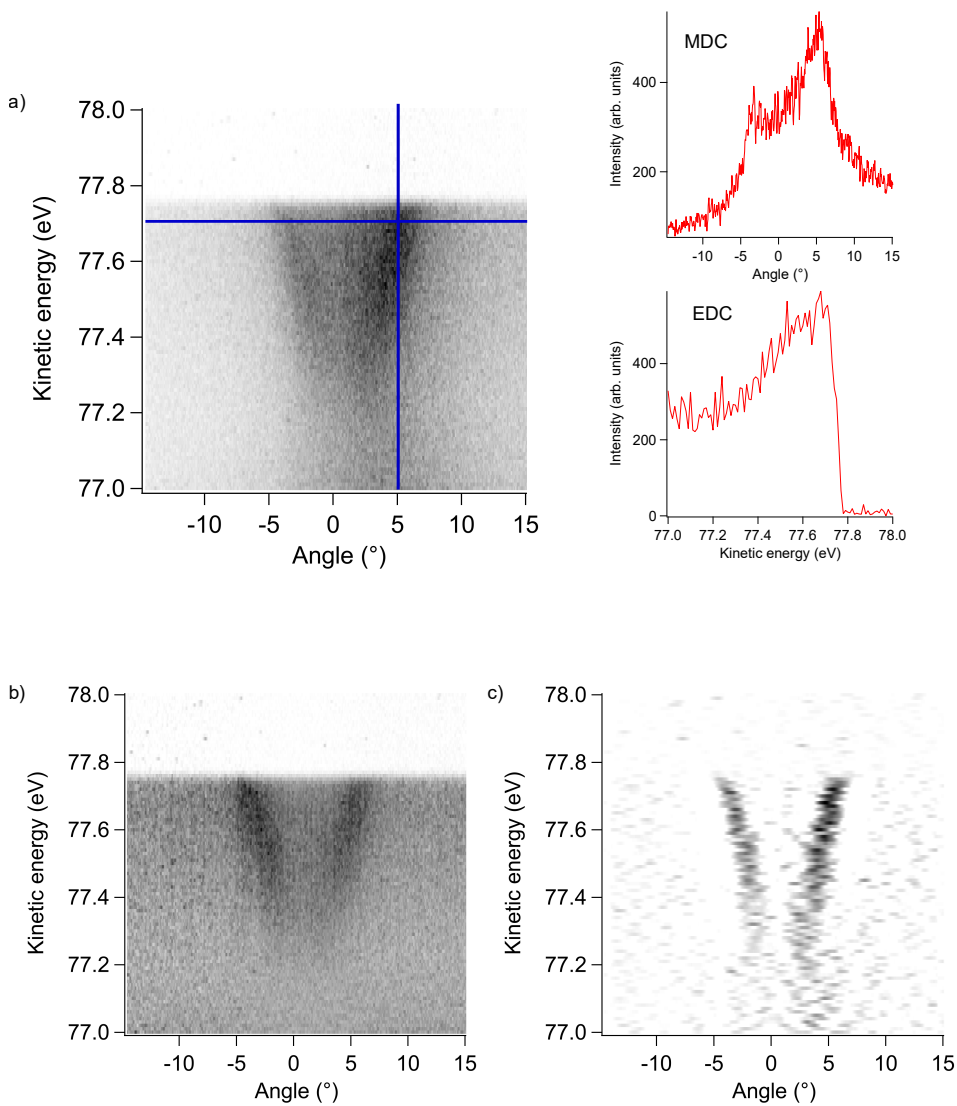 a)
78.0
77.8
77.6
77.4
77.2
77.0
Kinetic energy (eV)
-10 -5 0 5 10 15
Angle (°)
MDC
400
200
Intensity (arb. units)
-10 -5 0 5 10 15
Angle (°)
EDC
400
200
0
Intensity (arb. units)
77.0 77.2 77.4 77.6 77.8 78.0
Kinetic energy (eV)
b)
78.0
77.8
77.6
77.4
77.2
77.0
Kinetic energy (eV)
-10 -5 0 5 10 15
Angle (°)
c)
78.0
77.8
77.6
77.4
77.2
77.0
Kinetic energy (eV)
-10 -5 0 5 10 15
Angle (°)